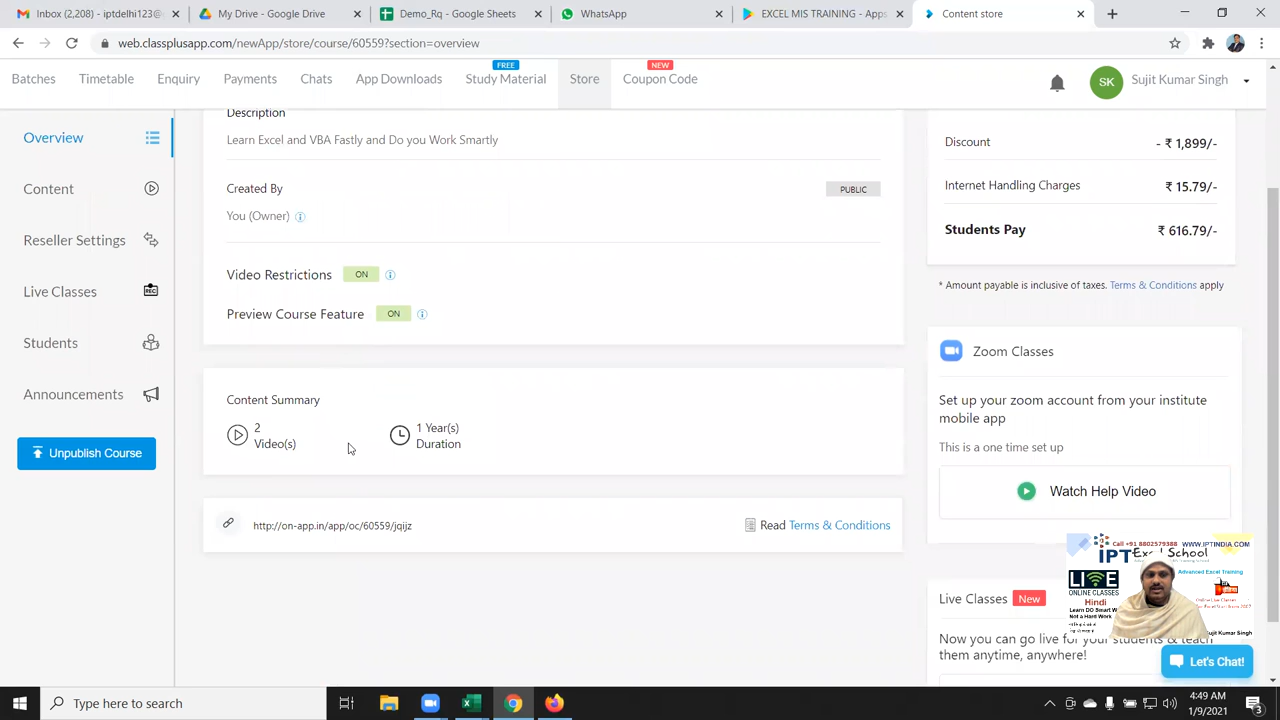 Inbox (2,208) - iptdelhi123@
My Drive - Google Drive
Demo_Rq - Google Sheets
WhatsApp
EXCEL MIS TRAINING - Apps
Content store
web.classplusapp.com/newApp/store/course/60559?section=overview
FREE
NEW
Batches
Timetable
Enquiry
Payments
Chats
App Downloads
Study Material
Store
Coupon Code
SK
Sujit Kumar Singh
Overview
Content
Reseller Settings
Live Classes
REC
Students
Announcements
Unpublish Course
Description
Learn Excel and VBA Fastly and Do you Work Smartly
Created By
PUBLIC
You (Owner)
Video Restrictions
ON
Preview Course Feature
ON
Content Summary
2
Video(s)
1 Year(s)
Duration
http://on-app.in/app/oc/60559/jqijz
Read Terms & Conditions
Discount
- ₹ 1,899/-
Internet Handling Charges
₹ 15.79/-
Students Pay
₹ 616.79/-
* Amount payable is inclusive of taxes. Terms & Conditions apply
Zoom Classes
Set up your zoom account from your institute
mobile app
This is a one time set up
Watch Help Video
Live Classes
New
Now you can go live for your students & teach
them anytime, anywhere!
Call +91 8802579388
WWW.IPTINDIA.COM
IPT Excel School
LIVE
ONLINE CLASSES
Hindi
Learn DO Smart W
Not a Hard Work
Advanced Excel Training
Sujit Kumar Singh
Let's Chat!
Type here to search
4:49 AM
1/9/2021
3